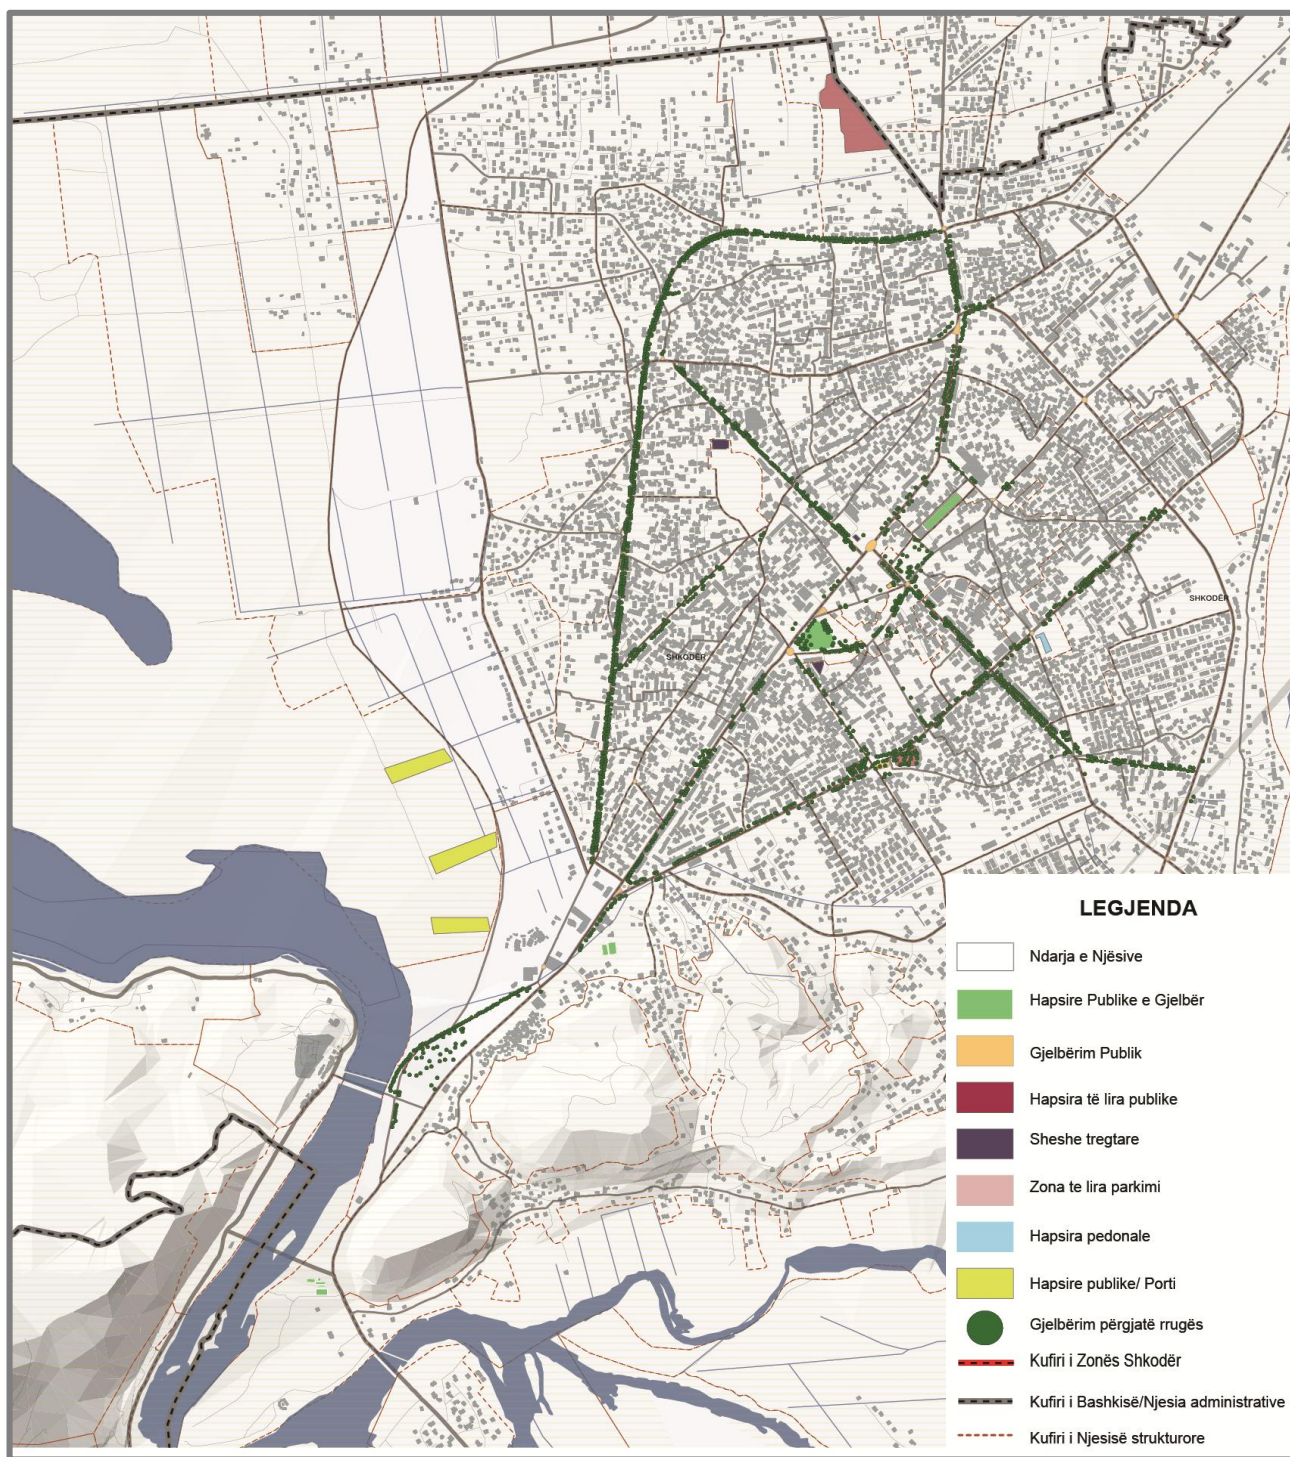 SHKODËR
SHKODËR
LEGJENDA
Ndarja e Njësive
Hapsire Publike e Gjelbër
Gjelbërim Publik
Hapsira të lira publike
Sheshe tregtare
Zona te lira parkimi
Hapsira pedonale
Hapsire publike/ Porti
Gjelbërim përgjatë rrugës
Kufiri i Zonës Shkodër
Kufiri i Bashkisë/Njesia administrative
Kufiri i Njesisë strukturore